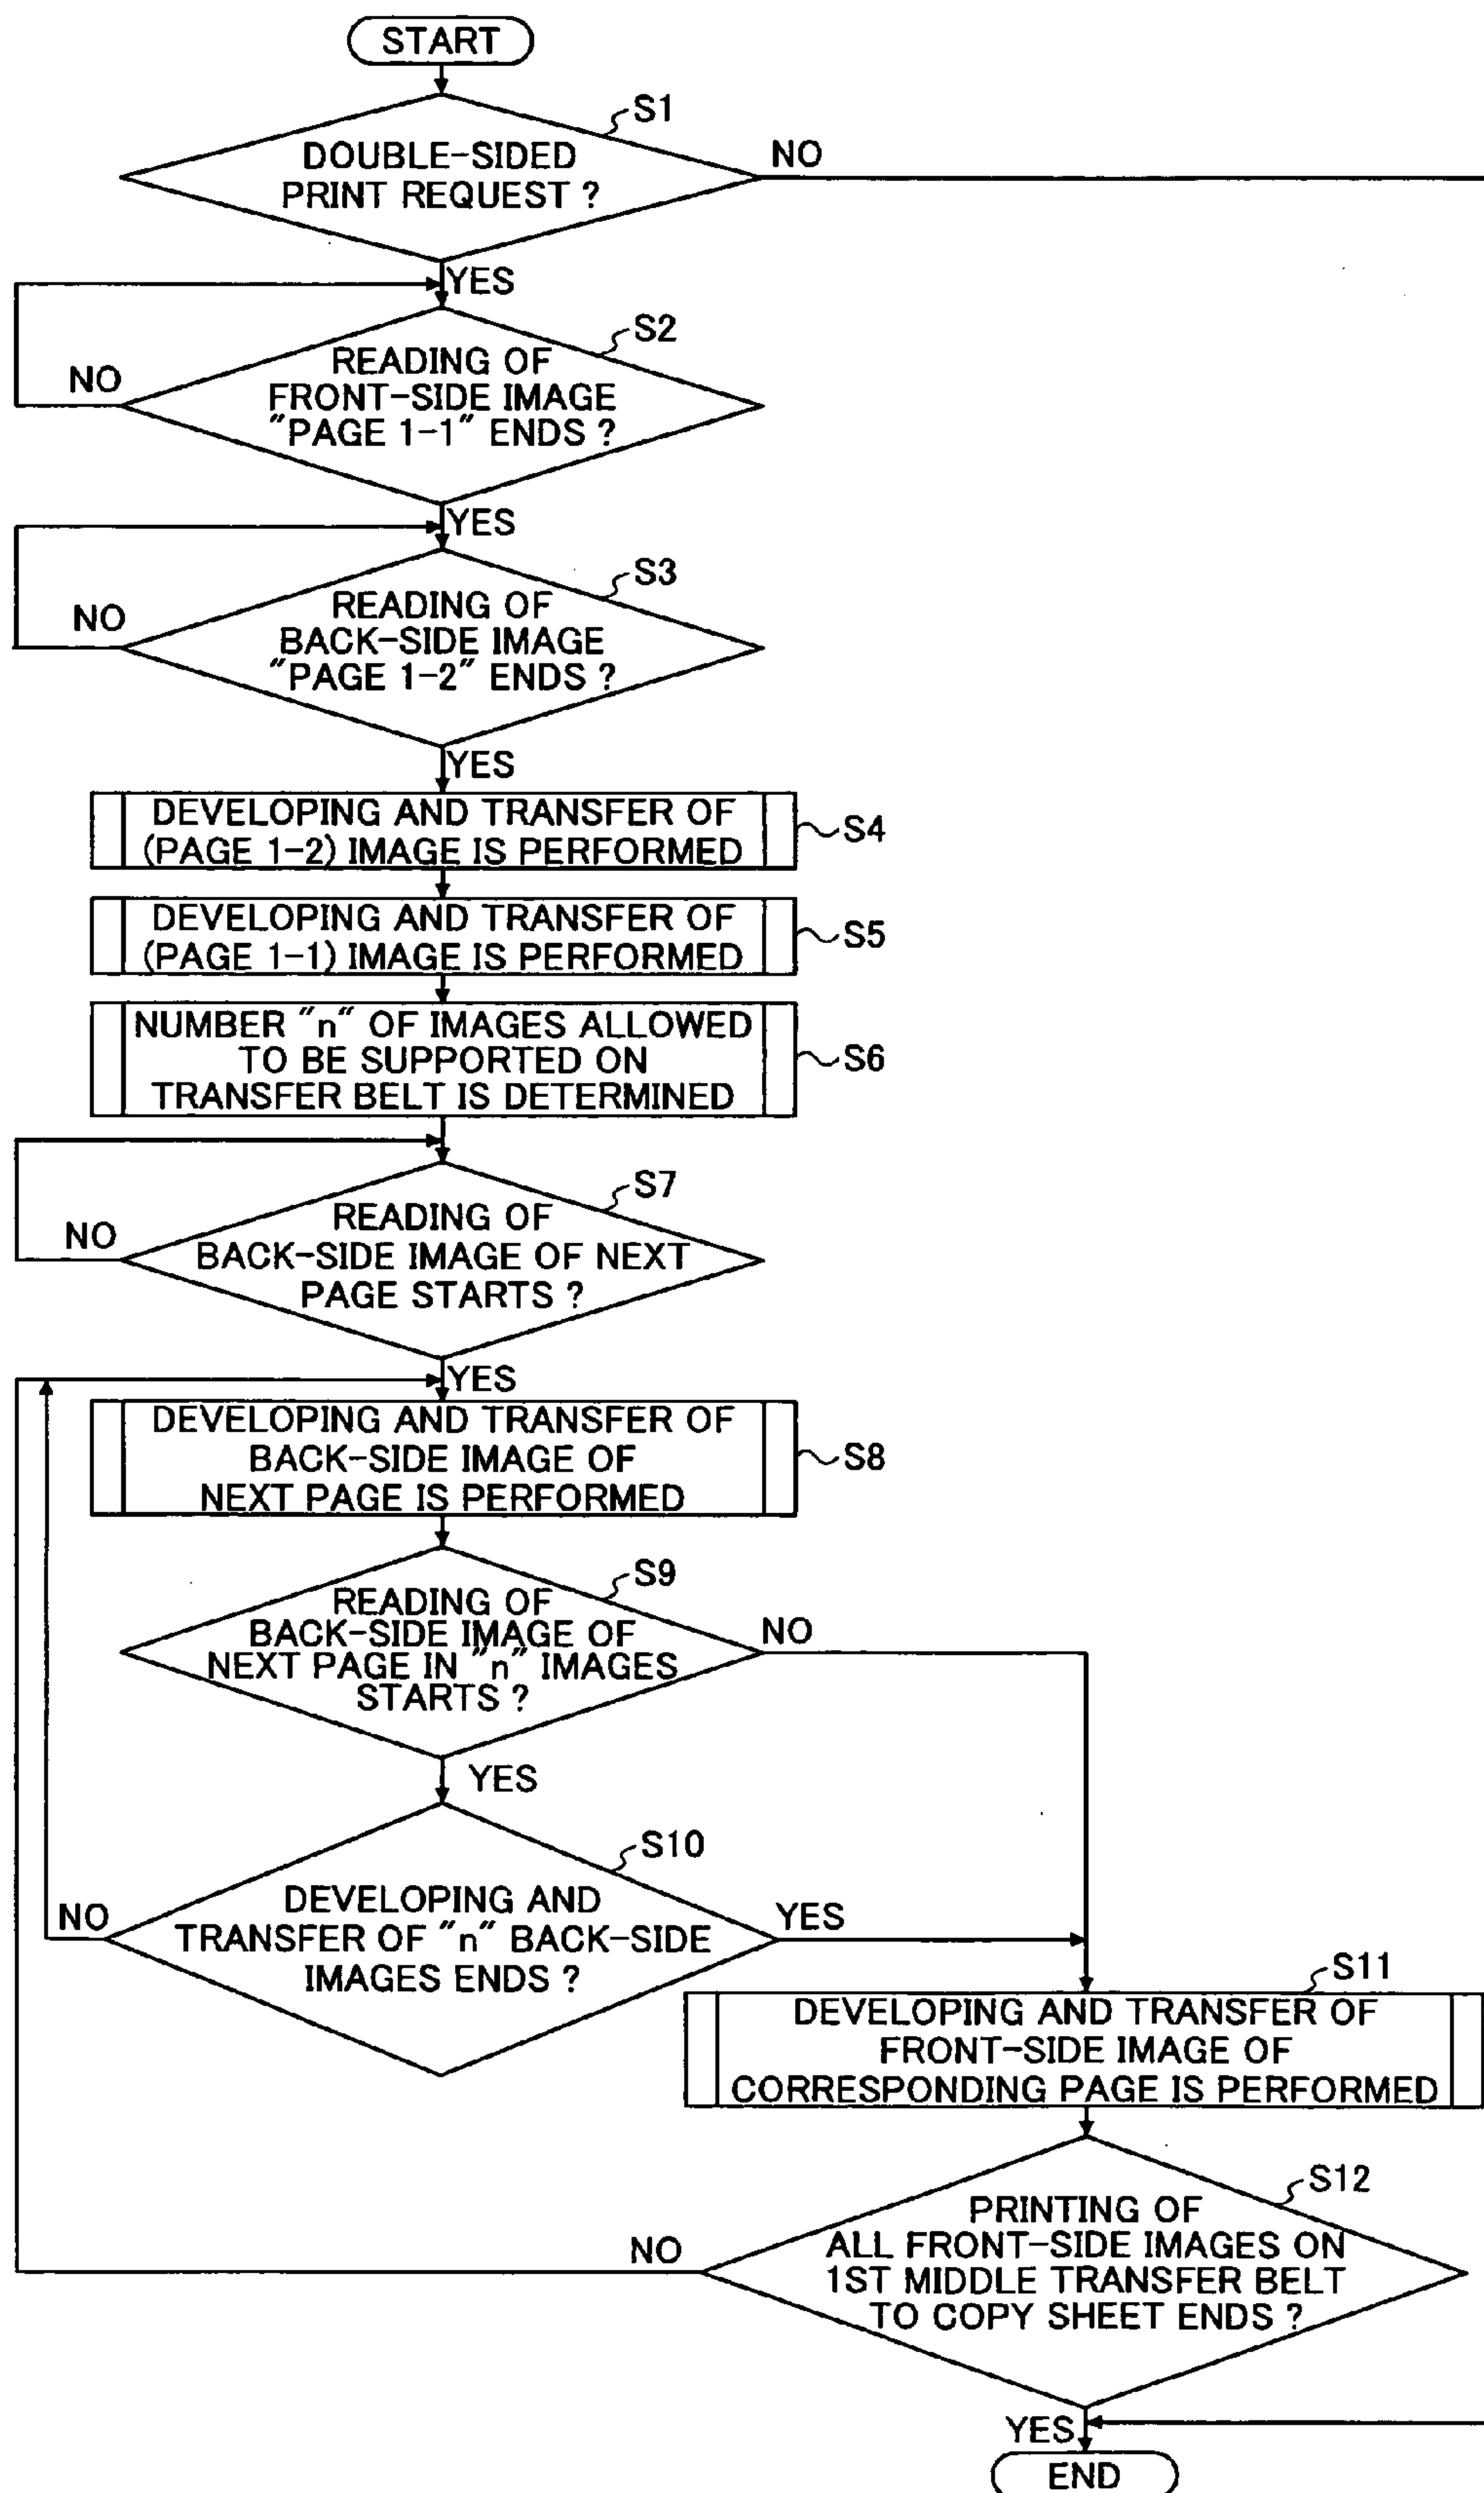 START
S1
DOUBLE-SIDED
PRINT REQUEST ?
NO
YES
S2
READING OF
FRONT-SIDE IMAGE
"PAGE 1-1" ENDS ?
NO
YES
S3
READING OF
BACK-SIDE IMAGE
"PAGE 1-2" ENDS ?
NO
YES
DEVELOPING AND TRANSFER OF
(PAGE 1-2) IMAGE IS PERFORMED
S4
DEVELOPING AND TRANSFER OF
(PAGE 1-1) IMAGE IS PERFORMED
S5
NUMBER "n" OF IMAGES ALLOWED
TO BE SUPPORTED ON
TRANSFER BELT IS DETERMINED
S6
S7
READING OF
BACK-SIDE IMAGE OF NEXT
PAGE STARTS ?
NO
YES
DEVELOPING AND TRANSFER OF
BACK-SIDE IMAGE OF
NEXT PAGE IS PERFORMED
S8
S9
READING OF
BACK-SIDE IMAGE OF
NEXT PAGE IN "n" IMAGES
STARTS ?
NO
YES
S10
DEVELOPING AND
TRANSFER OF "n" BACK-SIDE
IMAGES ENDS ?
NO
YES
S11
DEVELOPING AND TRANSFER OF
FRONT-SIDE IMAGE OF
CORRESPONDING PAGE IS PERFORMED
S12
PRINTING OF
ALL FRONT-SIDE IMAGES ON
1ST MIDDLE TRANSFER BELT
TO COPY SHEET ENDS ?
NO
YES
END